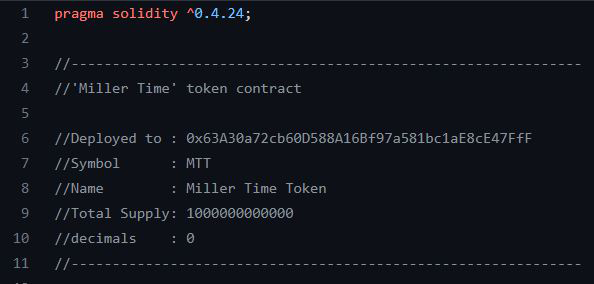 1 pragma solidity ^0.4.24;
2
3 //--------------------------------------------------------------
4 //'Miller Time' token contract
5
6 //Deployed to : 0x63A30a72cb60D588A16Bf97a581bc1aE8cE47FfF
7 //Symbol      : MTT
8 //Name        : Miller Time Token
9 //Total Supply: 1000000000000
10 //decimals    : 0
11 //--------------------------------------------------------------